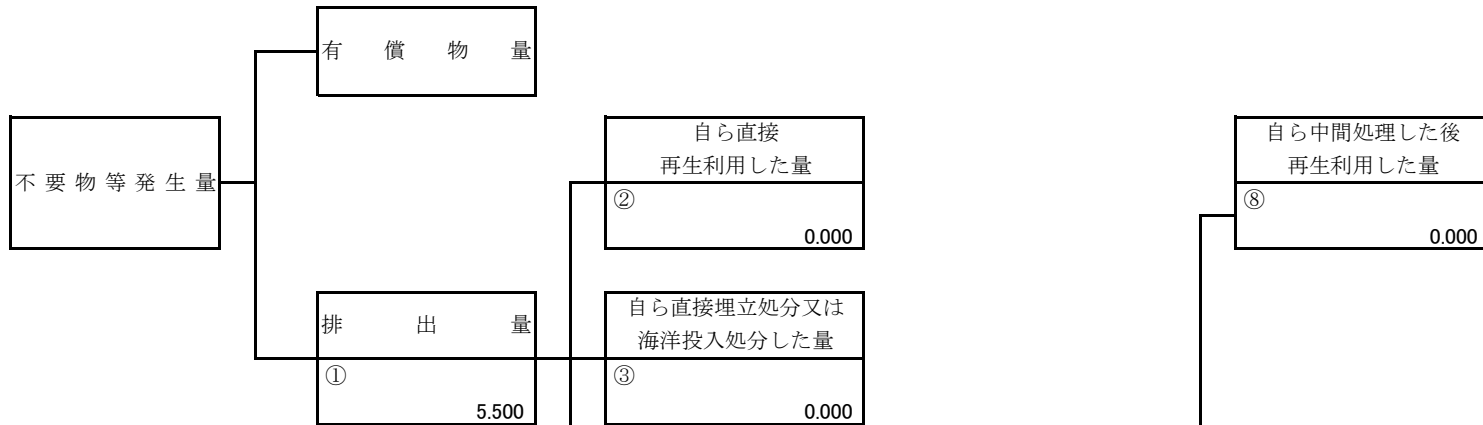 有償物量
不要物等発生量
自ら直接
再生利用した量
②
0.000
自ら中間処理した後
再生利用した量
⑧
0.000
排出量
①
5.500
自ら直接埋立処分又は
海洋投入処分した量
③
0.000